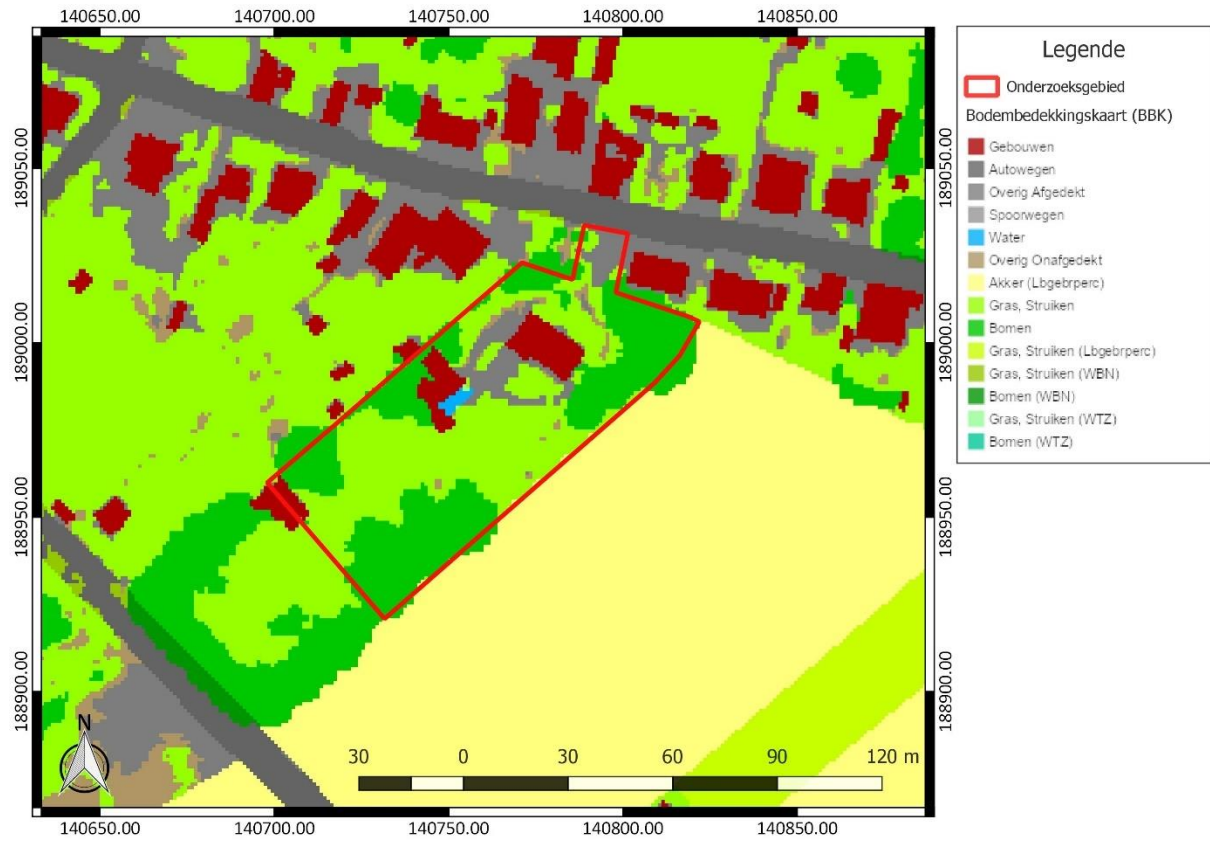 140650.00 140700.00 140750.00 140800.00 140850.00
Legende
Onderzoeksgebied
Bodembedekkingskaart (BBK)
Gebouwen
Autowegen
Overig Afgedekt
Spoorwegen
Water
Overig Onafgedekt
Akker (Lbgebrperc)
Gras, Struiken
Bomen
Gras, Struiken (Lbgebrperc)
Gras, Struiken (WBN)
Bomen (WBN)
Gras, Struiken (WTZ)
Bomen (WTZ)
189050.00 189050.00
189000.00 189000.00
188950.00 188950.00
188900.00 188900.00
N
30 0 30 60 90 120 m
140650.00 140700.00 140750.00 140800.00 140850.00